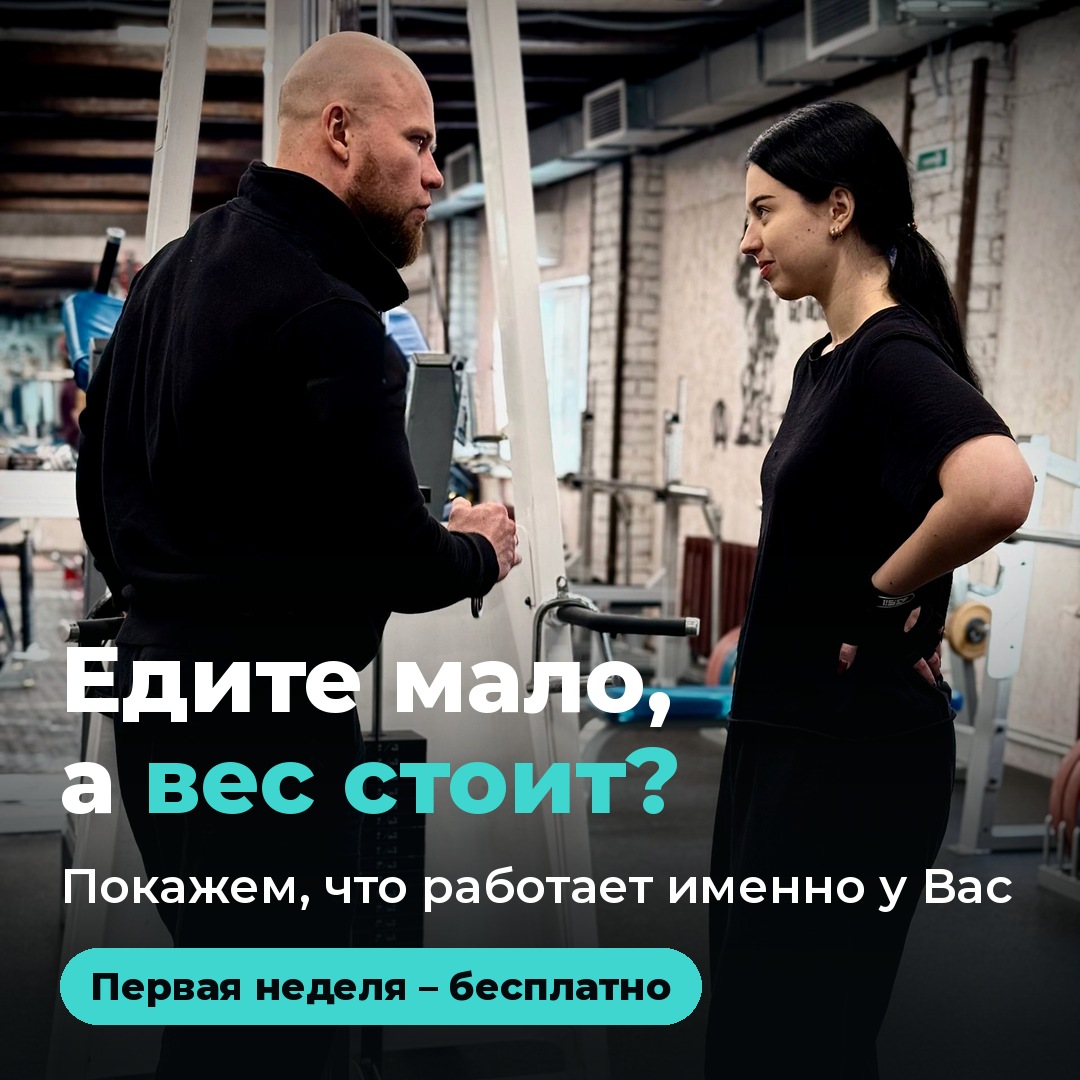 Едите мало,
а вес стоит?
Покажем, что работает именно у Вас
Первая неделя – бесплатно